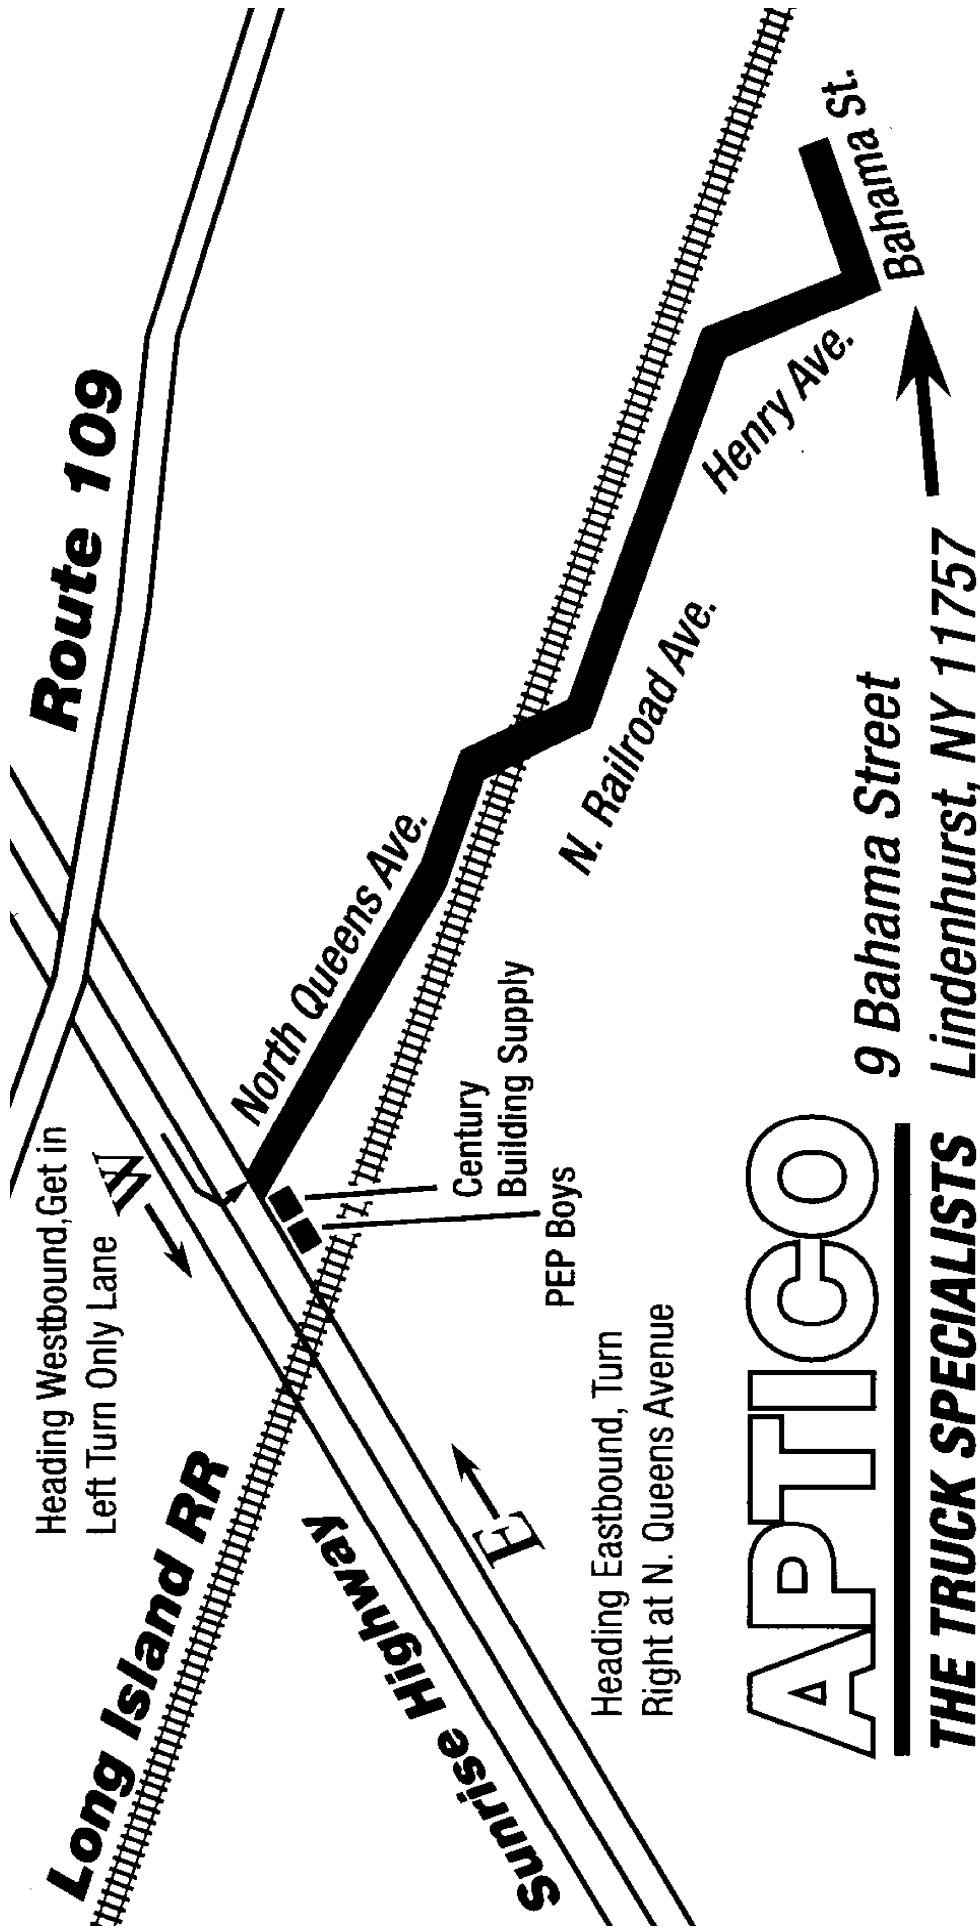 Long Island RR
Heading Westbound,Get in
Left Turn Only Lane
W
Route 109
Sunrise Highway
E
Heading Eastbound, Turn
Right at N. Queens Avenue
North Queens Ave.
Century
Building Supply
PEP Boys
N. Railroad Ave.
Henry Ave.
Bahama St.
APTICO
THE TRUCK SPECIALISTS
9 Bahama Street
Lindenhurst, NY 11757